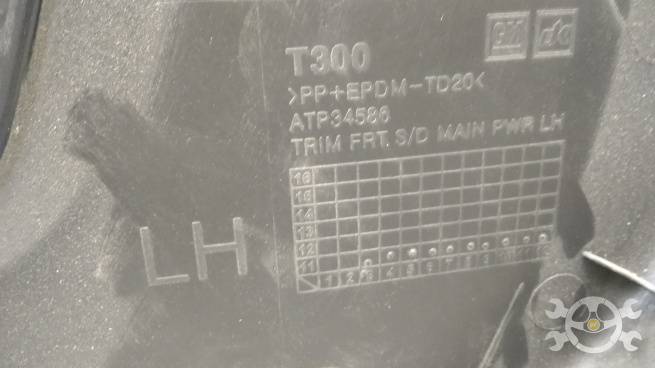 GM
T300
>PP+EPDM-TD20<
ATP34586
TRIM FRT. S/D MAIN PWR LH
LH
16
15
14
13
12
11
1 2 3 4 5 6 7 8 9 10 11 12